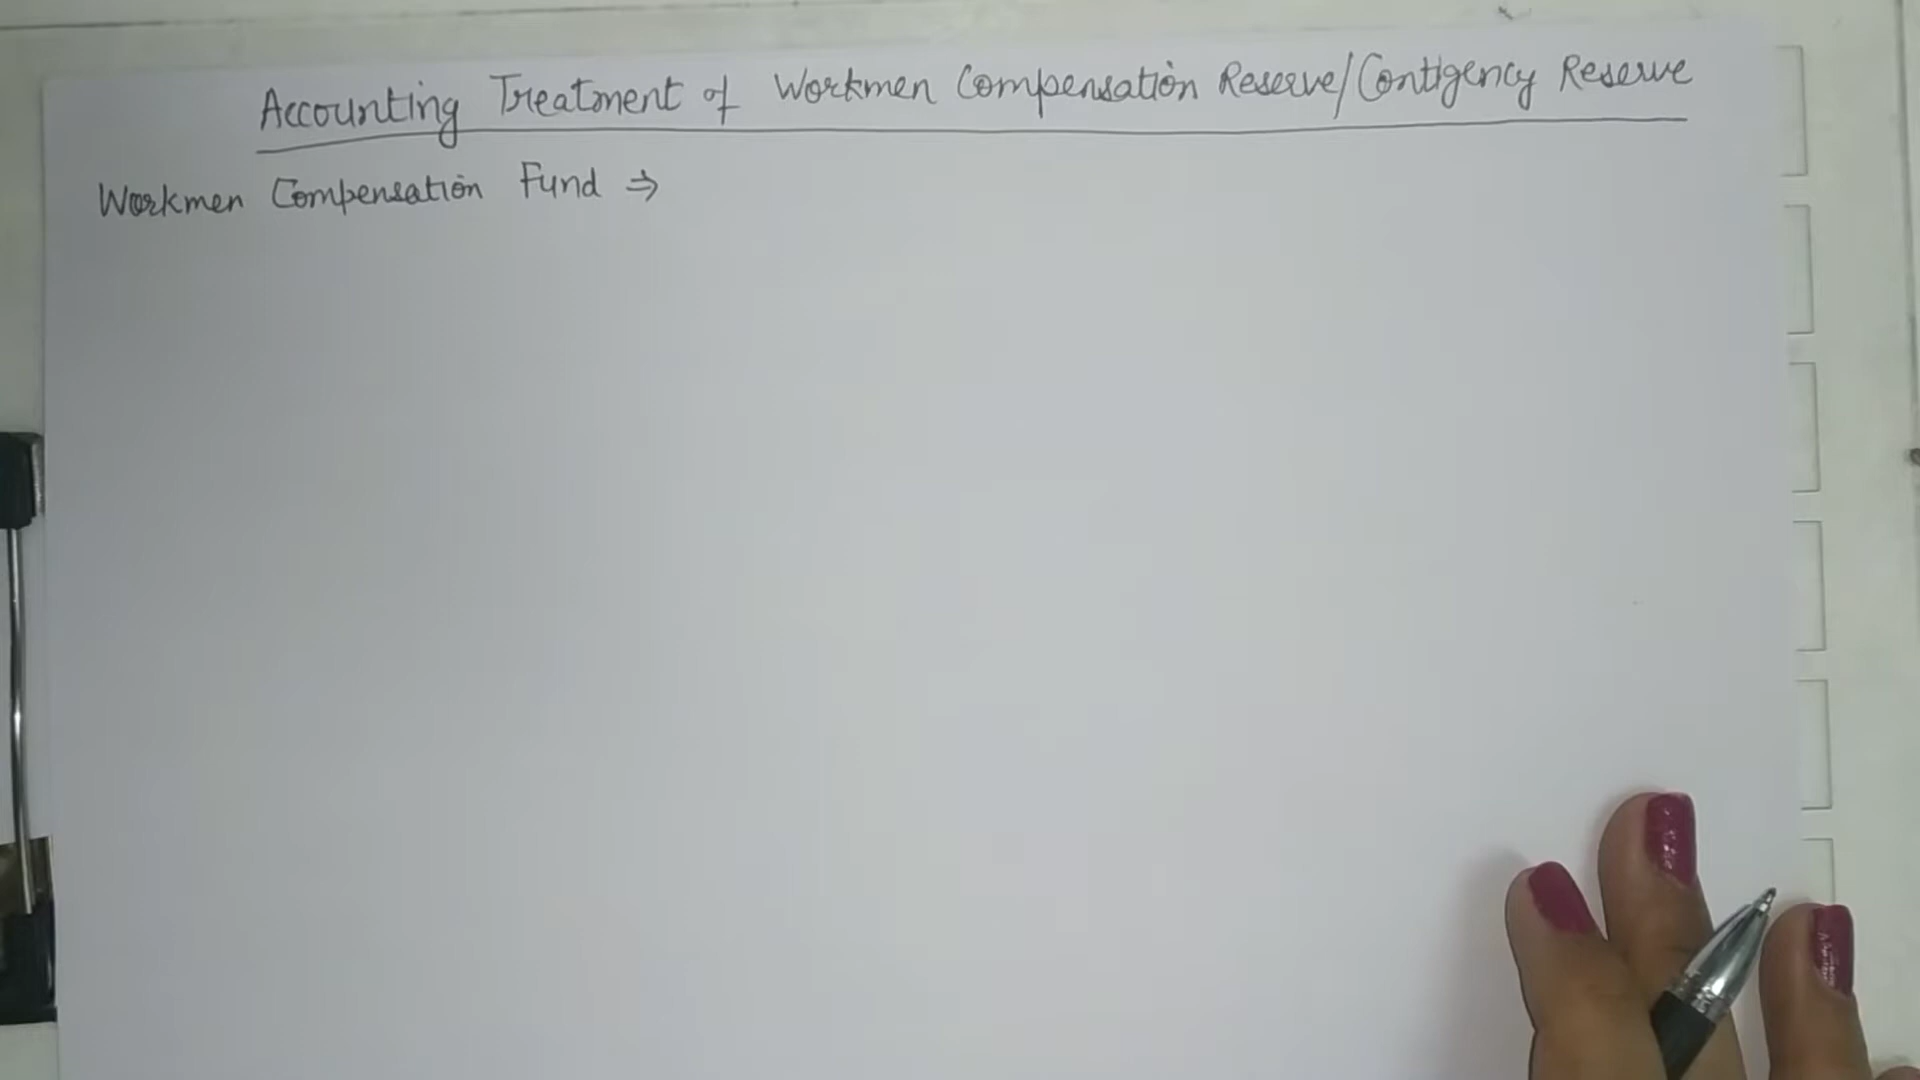 Accounting Treatment of Workmen Compensation Reserve/Contigency Reserve
Workmen Compensation Fund ⇒